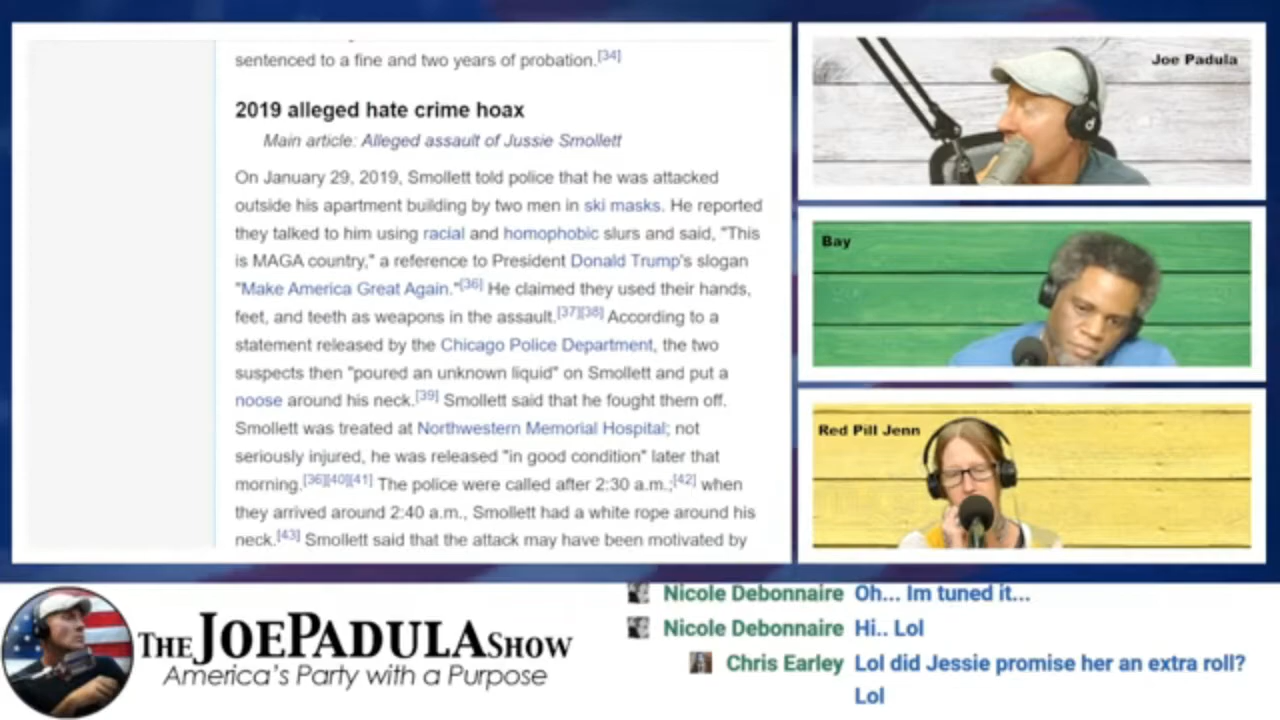 sentenced to a fine and two years of probation.[34]
2019 alleged hate crime hoax
Main article: Alleged assault of Jussie Smollett
On January 29, 2019, Smollett told police that he was attacked
outside his apartment building by two men in ski masks. He reported
they talked to him using racial and homophobic slurs and said, "This
is MAGA country," a reference to President Donald Trump's slogan
"Make America Great Again."[36] He claimed they used their hands,
feet, and teeth as weapons in the assault.[37][38] According to a
statement released by the Chicago Police Department, the two
suspects then "poured an unknown liquid" on Smollett and put a
noose around his neck.[39] Smollett said that he fought them off.
Smollett was treated at Northwestern Memorial Hospital; not
seriously injured, he was released "in good condition" later that
morning.[36][40][41] The police were called after 2:30 a.m.;[42] when
they arrived around 2:40 a.m., Smollett had a white rope around his
neck.[43] Smollett said that the attack may have been motivated by
Joe Padula
Bay
Red Pill Jenn
THE JOEPADULA SHOW
America's Party with a Purpose
Nicole Debonnaire Oh... Im tuned it...
Nicole Debonnaire Hi.. Lol
Chris Earley Lol did Jessie promise her an extra roll?
Lol